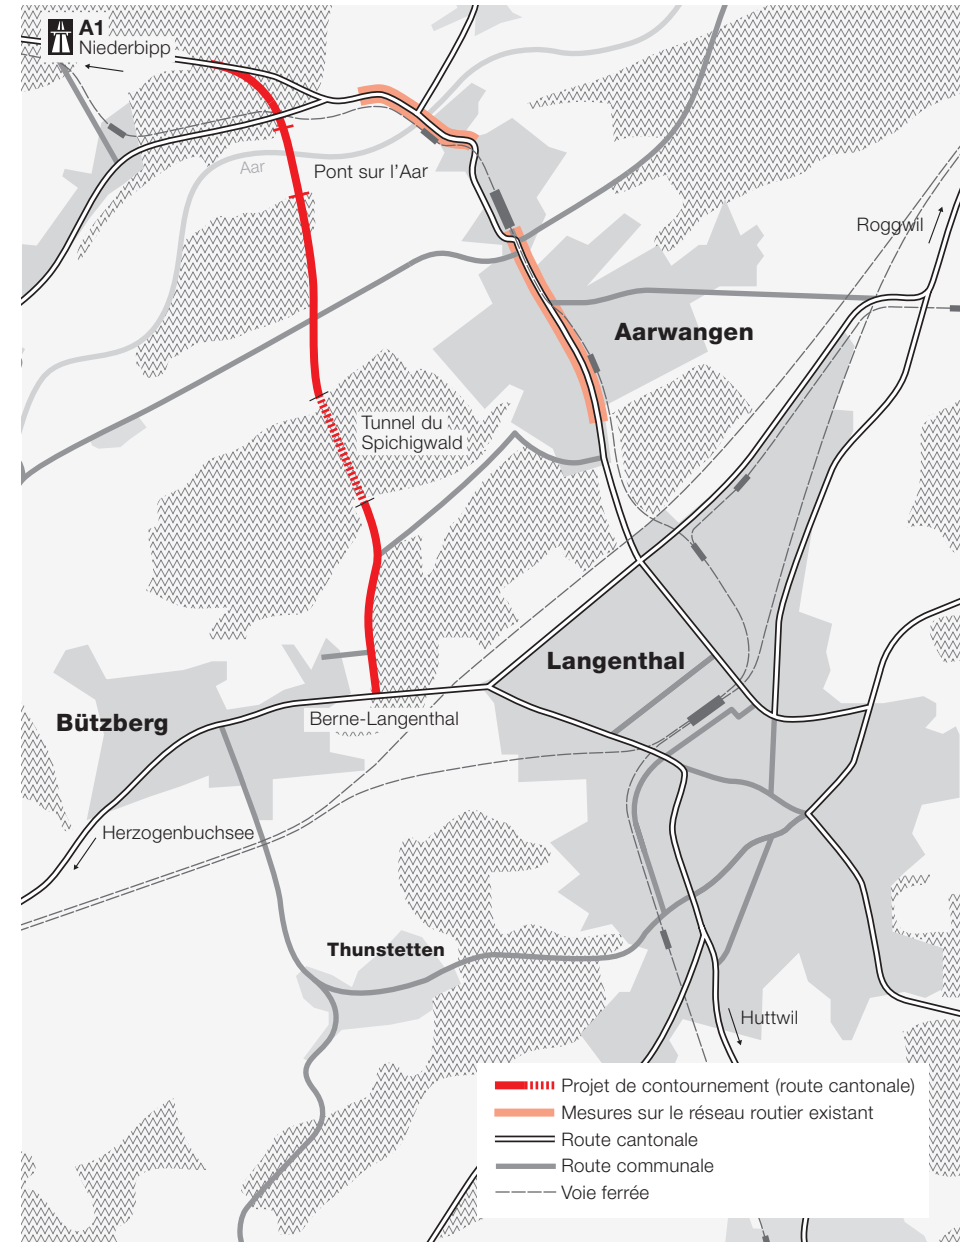 A1
Niederbipp
Aar
Pont sur l'Aar
Roggwil
Aarwangen
Tunnel du
Spichigwald
Langenthal
Bützberg
Berne-Langenthal
Herzogenbuchsee
Thunstetten
Huttwil
Projet de contournement (route cantonale)
Mesures sur le réseau routier existant
Route cantonale
Route communale
Voie ferrée